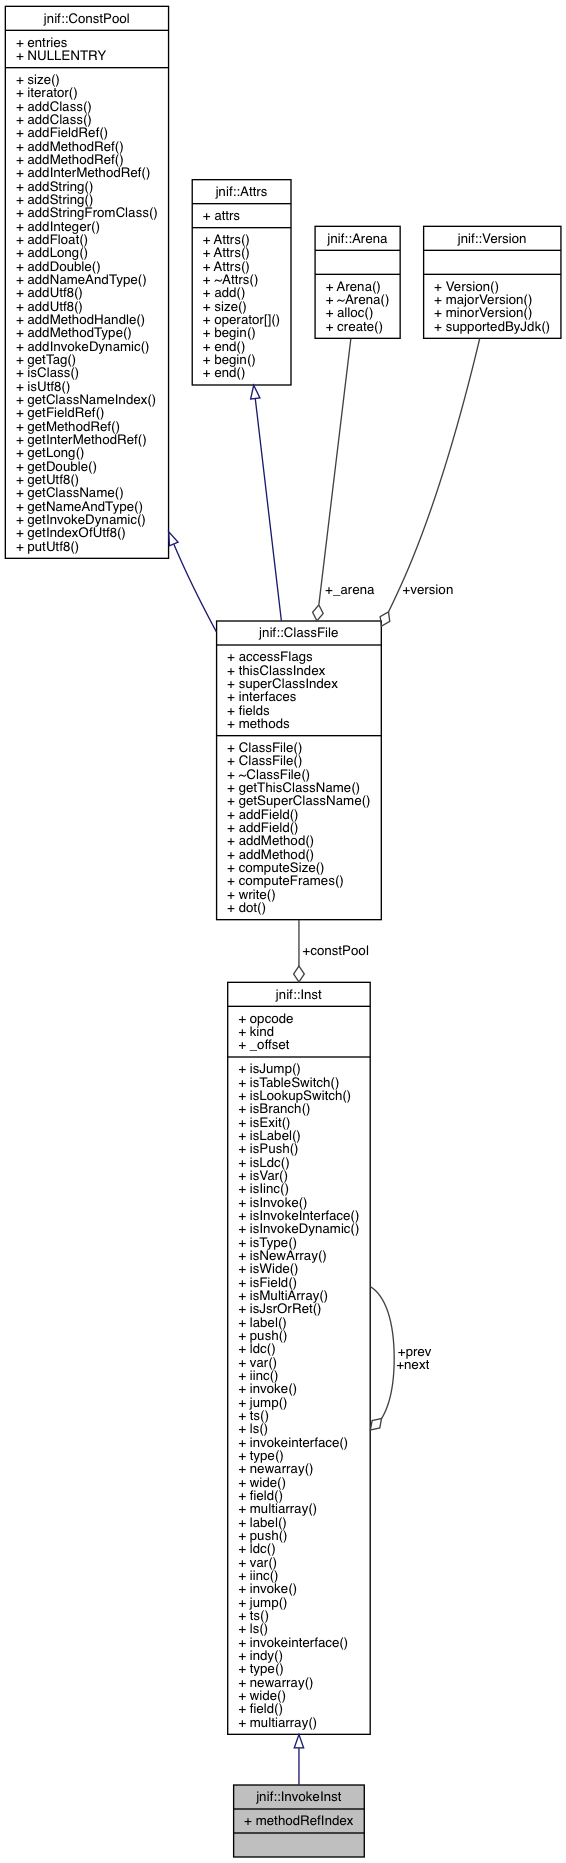 jnif::ConstPool
+ entries
+ NULLENTRY
+ size()
+ iterator()
+ addClass()
+ addClass()
+ addFieldRef()
+ addMethodRef()
+ addMethodRef()
+ addInterMethodRef()
+ addString()
+ addString()
+ addStringFromClass()
+ addInteger()
+ addFloat()
+ addLong()
+ addDouble()
+ addNameAndType()
+ addUtf8()
+ addUtf8()
+ addMethodHandle()
+ addMethodType()
+ addInvokeDynamic()
+ getTag()
+ isClass()
+ isUtf8()
+ getClassNameIndex()
+ getFieldRef()
+ getMethodRef()
+ getInterMethodRef()
+ getLong()
+ getDouble()
+ getUtf8()
+ getClassName()
+ getNameAndType()
+ getInvokeDynamic()
+ getIndexOfUtf8()
+ putUtf8()
jnif::Attrs
+ attrs
+ Attrs()
+ Attrs()
+ Attrs()
+ ~Attrs()
+ add()
+ size()
+ operator[]()
+ begin()
+ end()
+ begin()
+ end()
jnif::Arena
+ Arena()
+ ~Arena()
+ alloc()
+ create()
jnif::Version
+ Version()
+ majorVersion()
+ minorVersion()
+ supportedByJdk()
+_arena
+version
jnif::ClassFile
+ accessFlags
+ thisClassIndex
+ superClassIndex
+ interfaces
+ fields
+ methods
+ ClassFile()
+ ClassFile()
+ ~ClassFile()
+ getThisClassName()
+ getSuperClassName()
+ addField()
+ addField()
+ addMethod()
+ addMethod()
+ computeSize()
+ computeFrames()
+ write()
+ dot()
+constPool
jnif::Inst
+ opcode
+ kind
+ _offset
+ isJump()
+ isTableSwitch()
+ isLookupSwitch()
+ isBranch()
+ isExit()
+ isLabel()
+ isPush()
+ isLdc()
+ isVar()
+ isIinc()
+ isInvoke()
+ isInvokeInterface()
+ isInvokeDynamic()
+ isType()
+ isNewArray()
+ isWide()
+ isField()
+ isMultiArray()
+ isJsrOrRet()
+ label()
+ push()
+ ldc()
+ var()
+ iinc()
+ invoke()
+ jump()
+ ts()
+ ls()
+ invokeinterface()
+ type()
+ newarray()
+ wide()
+ field()
+ multiarray()
+ label()
+ push()
+ ldc()
+ var()
+ iinc()
+ invoke()
+ jump()
+ ts()
+ ls()
+ invokeinterface()
+ indy()
+ type()
+ newarray()
+ wide()
+ field()
+ multiarray()
+prev
+next
jnif::InvokeInst
+ methodRefIndex